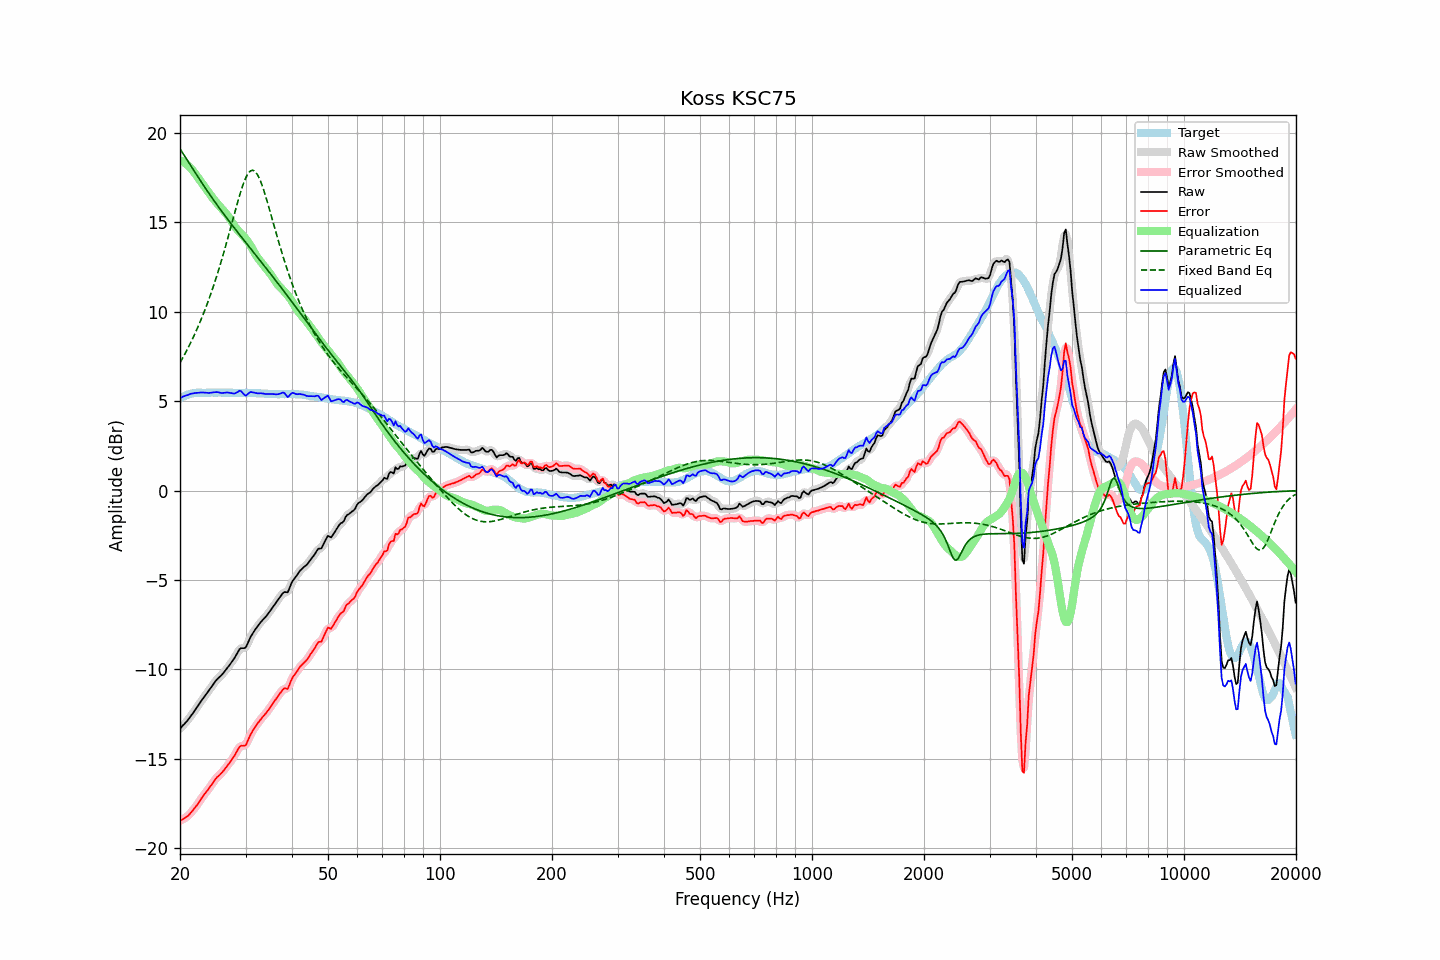 Koss KSC75
Amplitude (dBr)
20
15
10
5
0
−5
−10
−15
−20
Target
Raw Smoothed
Error Smoothed
Raw
Error
Equalization
Parametric Eq
Fixed Band Eq
Equalized
20 50 100 200 500 1000 2000 5000 10000 20000
Frequency (Hz)